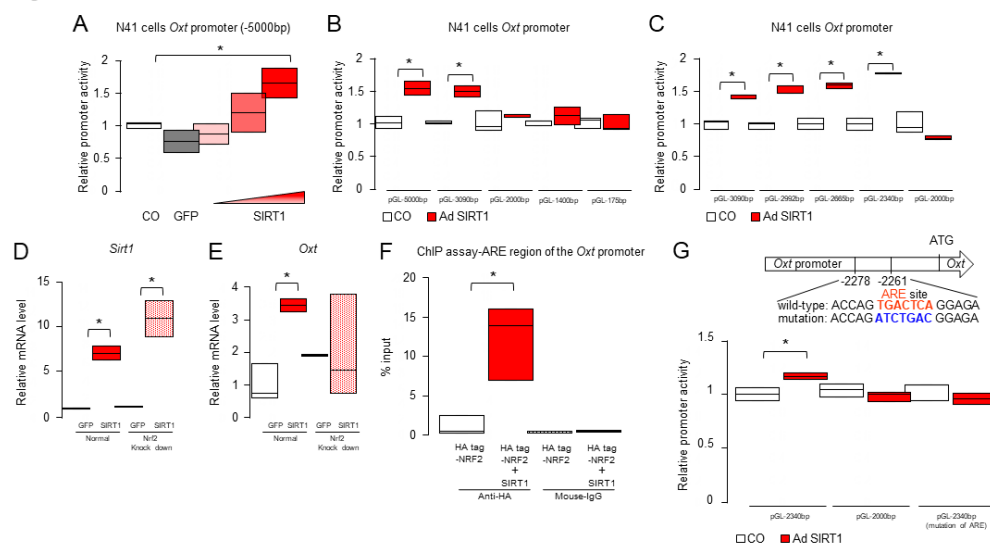 A
N41 cells Oxt promoter (-5000bp)
Relative promoter activity
2
1.5
1
0.5
0
*
CO GFP SIRT1
B
N41 cells Oxt promoter
Relative promoter activity
2
1.5
1
0.5
0
* *
pGL-5000bp pGL-3090bp pGL-2000bp pGL-1400bp pGL-175bp
CO Ad SIRT1
C
N41 cells Oxt promoter
Relative promoter activity
2
1.5
1
0.5
0
* * * *
pGL-3090bp pGL-2992bp pGL-2665bp pGL-2340bp pGL-2000bp
CO Ad SIRT1
D
Sirt1
Relative mRNA level
15
10
5
0
* *
GFP SIRT1 GFP SIRT1
Normal Nrf2
Knock down
E
Oxt
Relative mRNA level
4
3
2
1
0
*
GFP SIRT1 GFP SIRT1
Normal Nrf2
Knock down
F
ChIP assay-ARE region of the Oxt promoter
% input
20
15
10
5
0
*
HA tag HA tag HA tag HA tag
-NRF2 -NRF2 -NRF2 -NRF2
+ +
SIRT1 SIRT1
Anti-HA Mouse-IgG
G
ATG
Oxt promoter Oxt
-2278 -2261
ARE site
wild-type: ACCAG TGACTCA GGAGA
mutation: ACCAG ATCTGAC GGAGA
Relative promoter activity
1.5
1
0.5
0
*
pGL-2340bp pGL-2000bp pGL-2340bp
(mutation of ARE)
CO Ad SIRT1